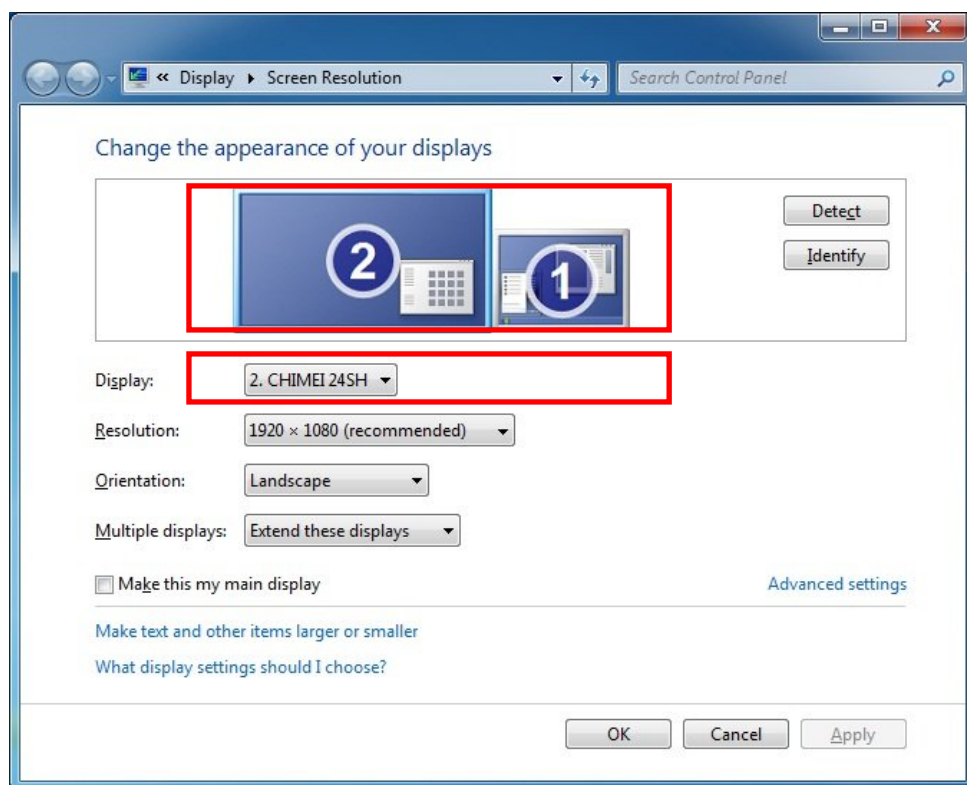 « Display ▸ Screen Resolution Search Control Panel
Change the appearance of your displays
2 1
Detect
Identify
Display: 2. CHIMEI 24SH
Resolution: 1920 × 1080 (recommended)
Orientation: Landscape
Multiple displays: Extend these displays
Make this my main display Advanced settings
Make text and other items larger or smaller
What display settings should I choose?
OK Cancel Apply